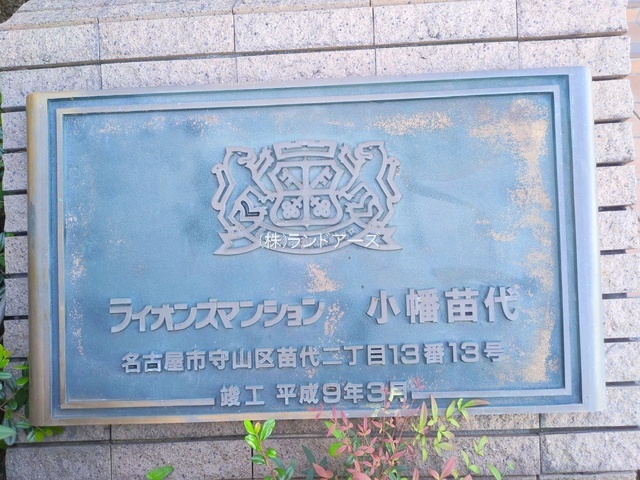 (株)ランドアーズ
ライオンズマンション 小幡苗代
名古屋市守山区苗代二丁目13番13号
竣工 平成9年3月